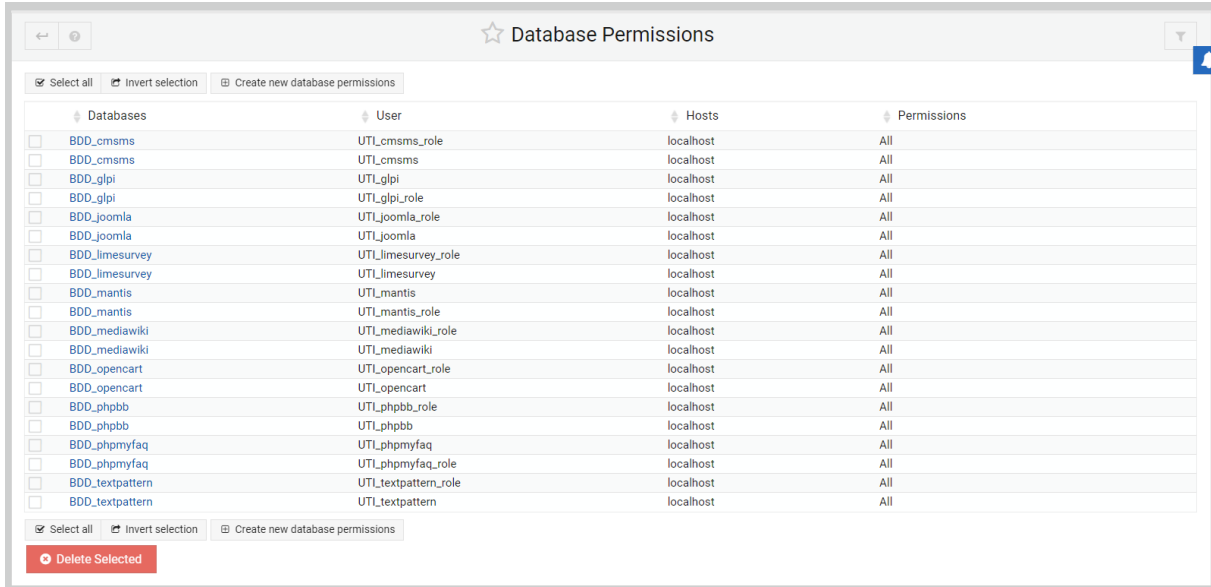 Database Permissions
Select all Invert selection Create new database permissions
Databases User Hosts Permissions
BDD_cmsms UTI_cmsms_role localhost All
BDD_cmsms UTI_cmsms localhost All
BDD_glpi UTI_glpi localhost All
BDD_glpi UTI_glpi_role localhost All
BDD_joomla UTI_joomla_role localhost All
BDD_joomla UTI_joomla localhost All
BDD_limesurvey UTI_limesurvey_role localhost All
BDD_limesurvey UTI_limesurvey localhost All
BDD_mantis UTI_mantis localhost All
BDD_mantis UTI_mantis_role localhost All
BDD_mediawiki UTI_mediawiki_role localhost All
BDD_mediawiki UTI_mediawiki localhost All
BDD_opencart UTI_opencart_role localhost All
BDD_opencart UTI_opencart localhost All
BDD_phpbb UTI_phpbb_role localhost All
BDD_phpbb UTI_phpbb localhost All
BDD_phpmyfaq UTI_phpmyfaq localhost All
BDD_phpmyfaq UTI_phpmyfaq_role localhost All
BDD_textpattern UTI_textpattern_role localhost All
BDD_textpattern UTI_textpattern localhost All
Select all Invert selection Create new database permissions
Delete Selected